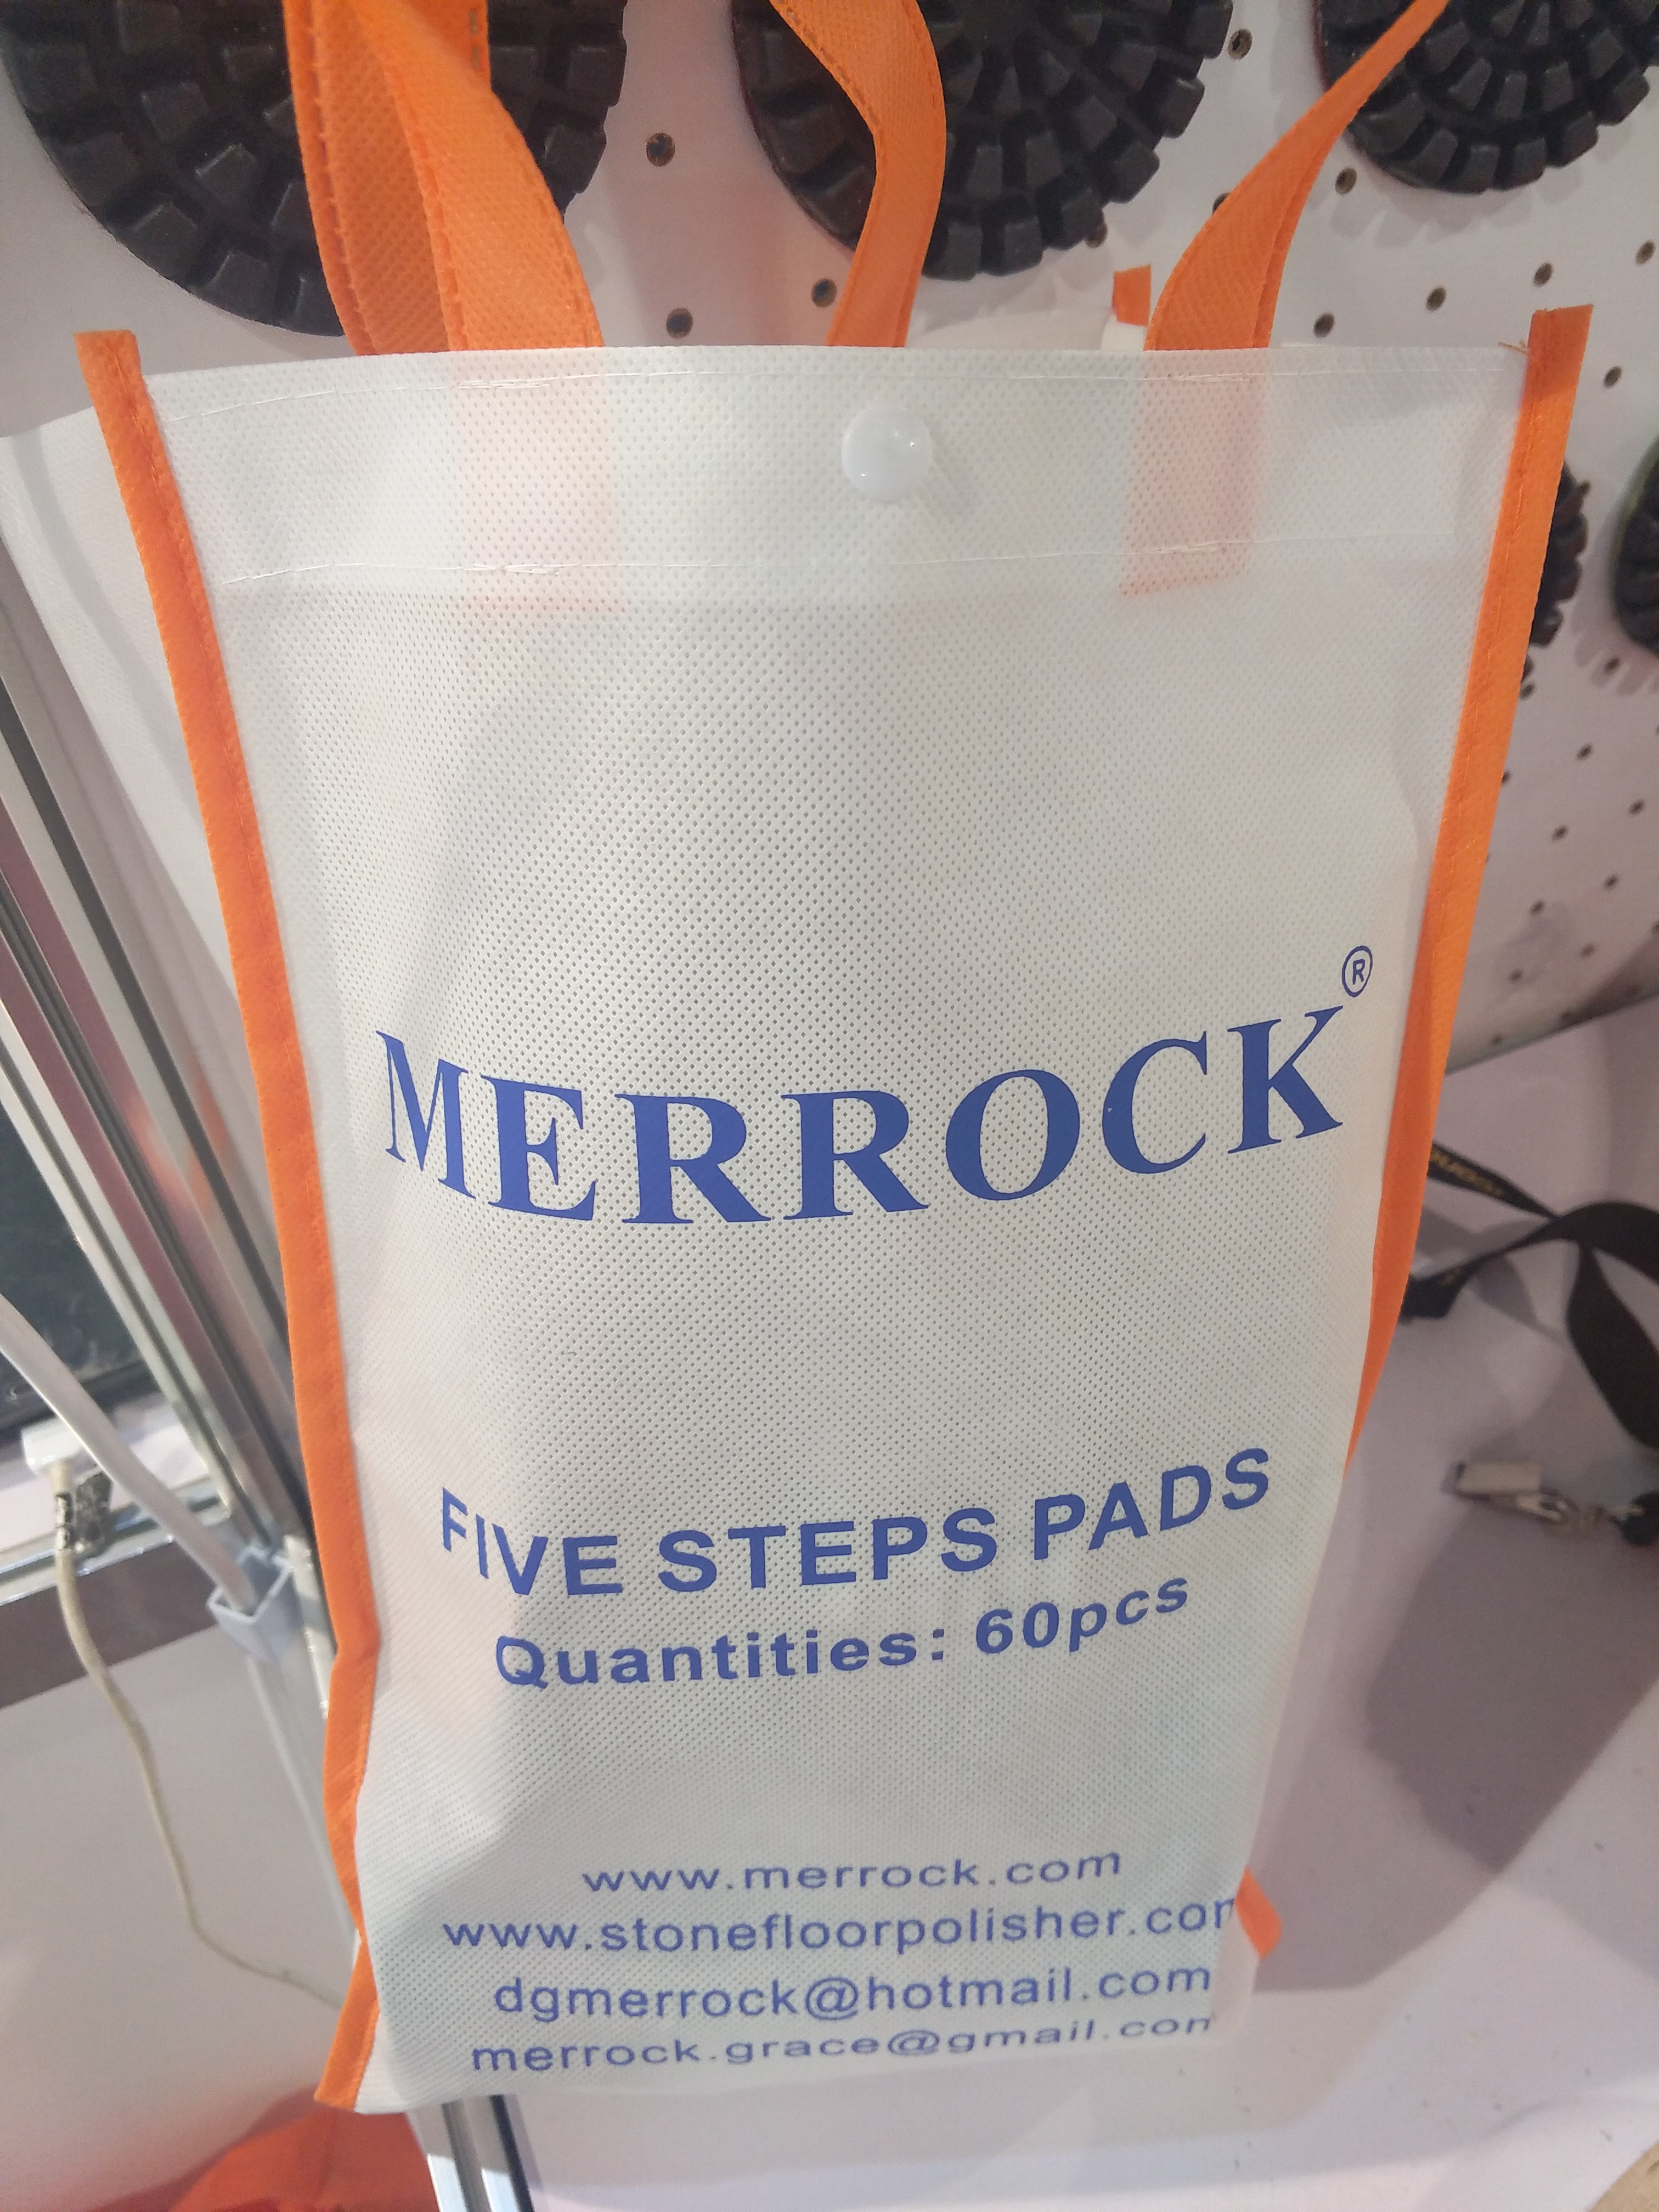 MERROCK®
FIVE STEPS PADS
Quantities: 60pcs
www.merrock.com
www.stonefloorpolisher.com
dgmerrock@hotmail.com
merrock.grace@gmail.com